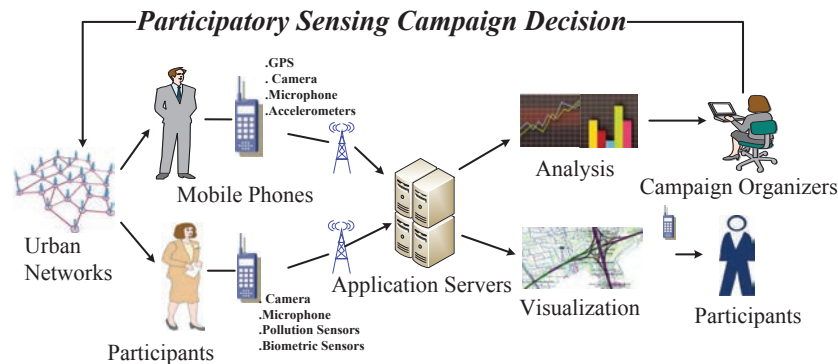 Participatory Sensing Campaign Decision
.GPS
. Camera
.Microphone
.Accelerometers
Mobile Phones
Urban
Networks
Participants
. Camera
.Microphone
.Pollution Sensors
.Biometric Sensors
Application Servers
Analysis
Campaign Organizers
Visualization
Participants